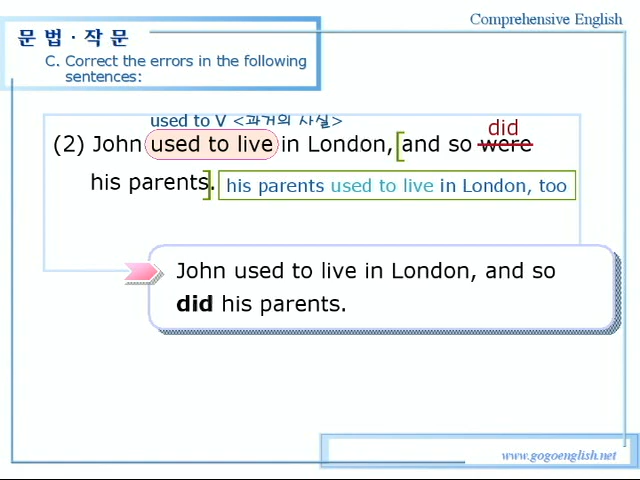 Comprehensive English
문 법 · 작 문
C. Correct the errors in the following
sentences:
used to V <과거의 사실>
did
(2) John used to live in London, [and so were
his parents.] his parents used to live in London, too
John used to live in London, and so
did his parents.
www.gogoenglish.net